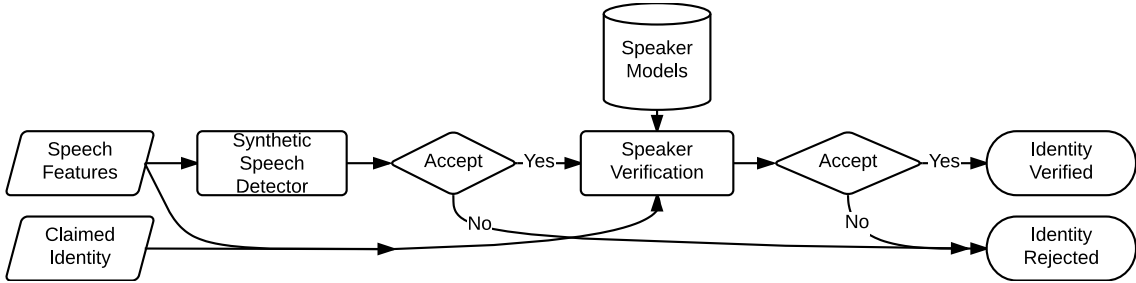 Speaker
Models
Speech
Features
Synthetic
Speech
Detector
Accept
Yes
Speaker
Verification
Accept
Yes
Identity
Verified
Claimed
Identity
No
No
Identity
Rejected